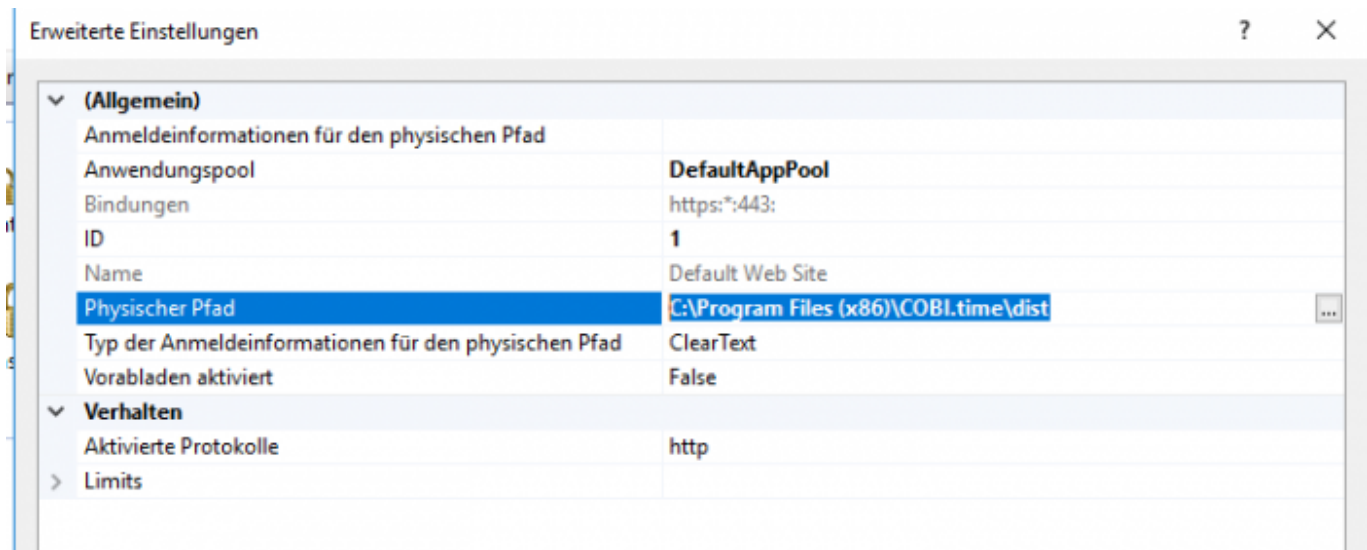 Erweiterte Einstellungen ?
(Allgemein)
Anmeldeinformationen für den physischen Pfad
Anwendungspool DefaultAppPool
Bindungen https:*:443:
ID 1
Name Default Web Site
Physischer Pfad C:\Program Files (x86)\COBI.time\dist ...
Typ der Anmeldeinformationen für den physischen Pfad ClearText
Vorabladen aktiviert False
Verhalten
Aktivierte Protokolle http
Limits